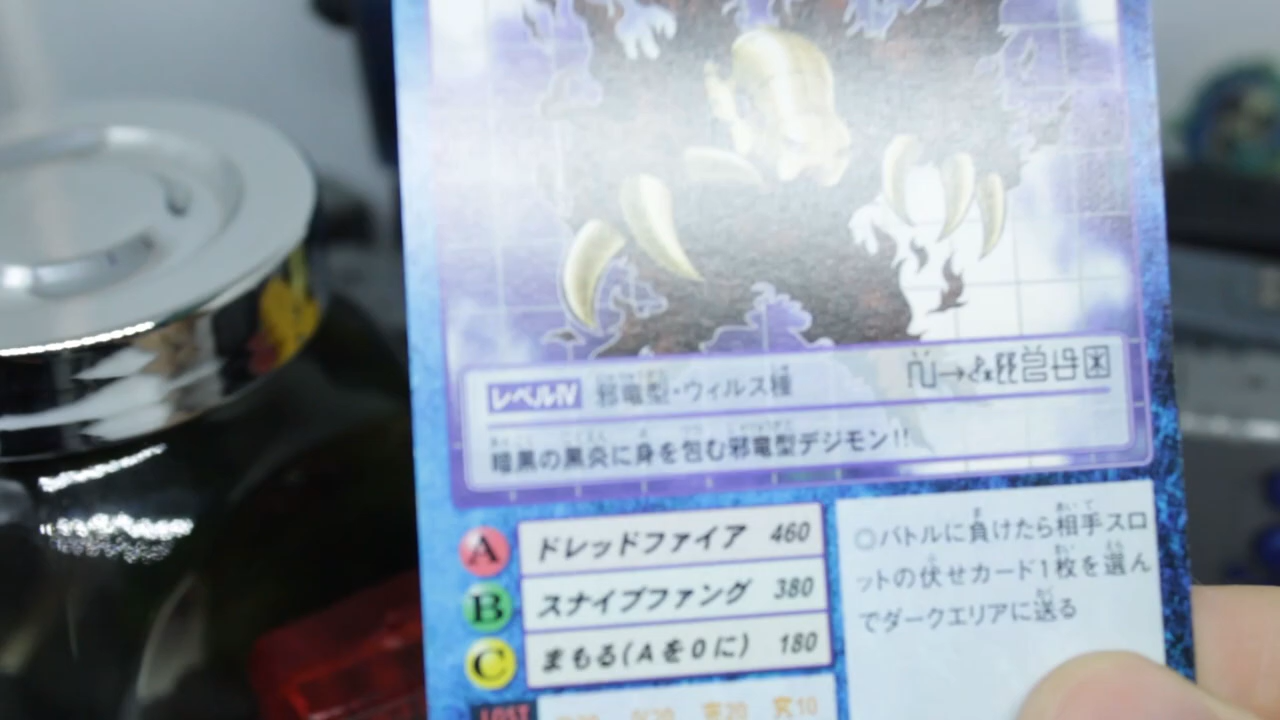 レベルⅣ 邪竜型・ウィルス種
暗黒の黒炎に身を包む邪竜型デジモン!!
A ドレッドファイア 460
B スナイプファング 380
C まもる(Aを0に) 180
◎バトルに負けたら相手スロ
ットの伏せカード1枚を選ん
でダークエリアに送る
LOST